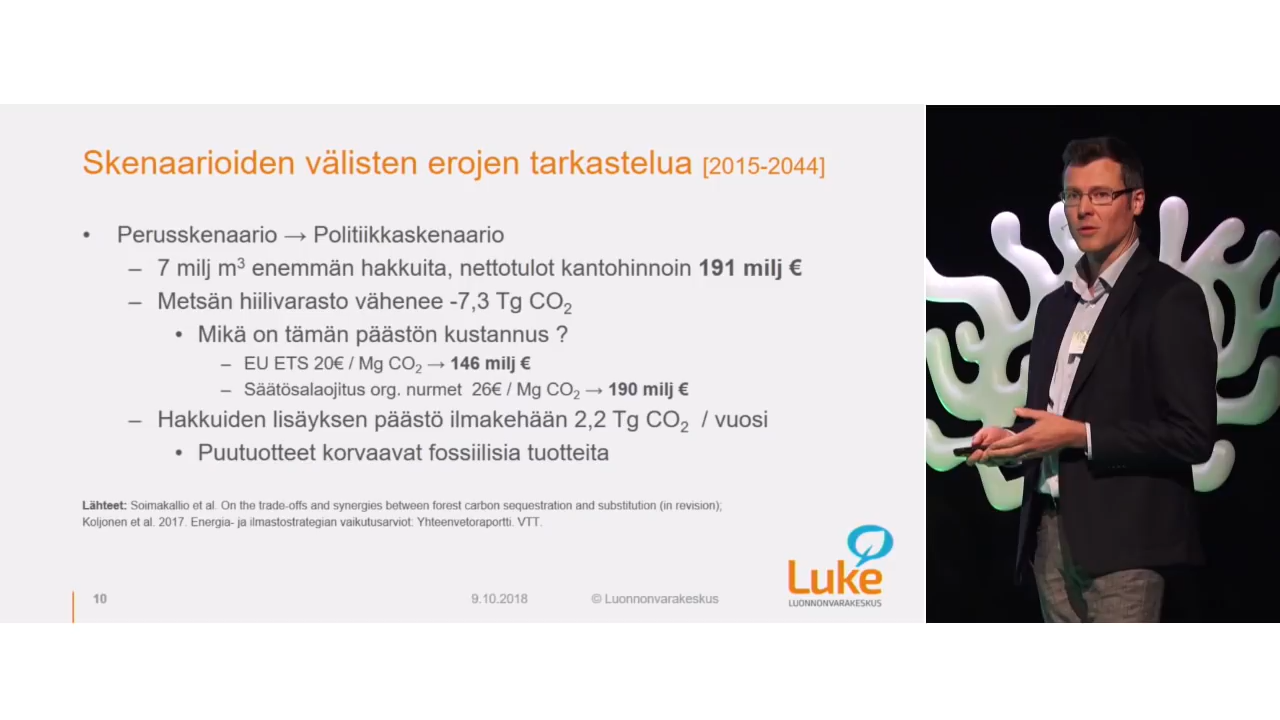 Skenaarioiden välisten erojen tarkastelua [2015-2044]
• Perusskenaario → Politiikkaskenaario
– 7 milj m³ enemmän hakkuita, nettotulot kantohinnoin 191 milj €
– Metsän hiilivarasto vähenee -7,3 Tg CO₂
• Mikä on tämän päästön kustannus ?
– EU ETS 20€ / Mg CO₂ → 146 milj €
– Säätösalaojitus org. nurmet 26€ / Mg CO₂ → 190 milj €
– Hakkuiden lisäyksen päästö ilmakehään 2,2 Tg CO₂ / vuosi
• Puutuotteet korvaavat fossiilisia tuotteita
Lähteet: Soimakallio et al. On the trade-offs and synergies between forest carbon sequestration and substitution (in revision);
Koljonen et al. 2017. Energia- ja ilmastostrategian vaikutusarviot: Yhteenvetoraportti. VTT.
10
9.10.2018
© Luonnonvarakeskus
Luke
LUONNONVARAKESKUS